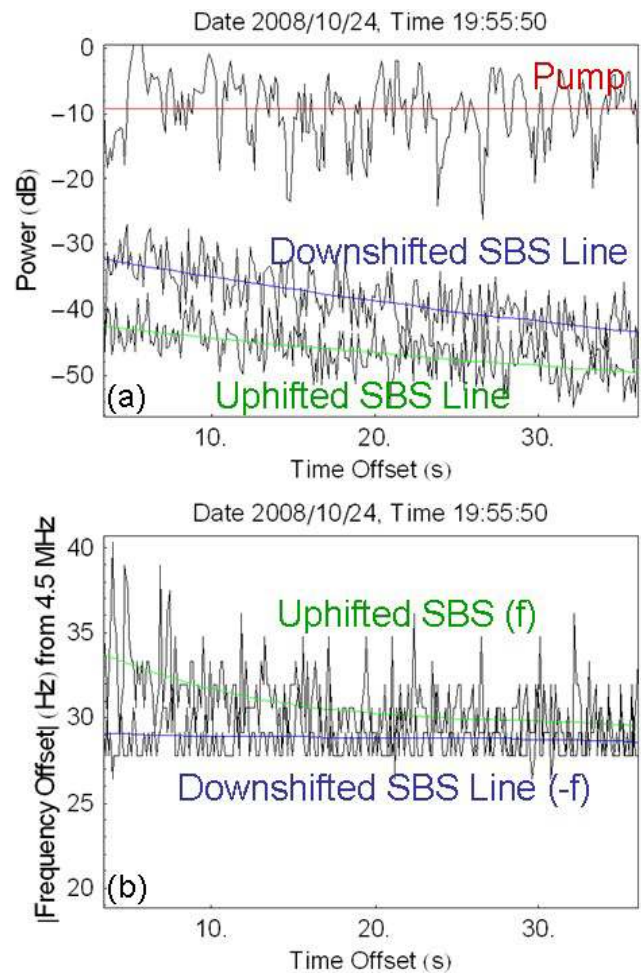 Date 2008/10/24, Time 19:55:50
0
−10
−20
−30
−40
−50
Power (dB)
Pump
Downshifted SBS Line
Uphifted SBS Line
(a)
10. 20. 30.
Time Offset (s)
Date 2008/10/24, Time 19:55:50
40
35
30
25
20
|Frequency Offset| (Hz) from 4.5 MHz
Uphifted SBS (f)
Downshifted SBS Line (-f)
(b)
10. 20. 30.
Time Offset (s)